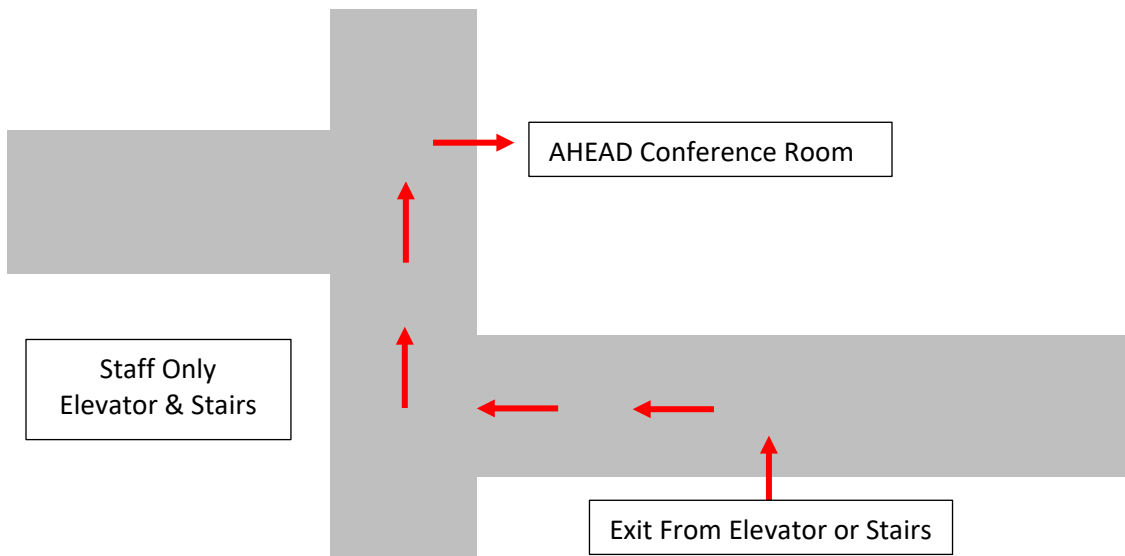 AHEAD Conference Room
Staff Only
Elevator & Stairs
Exit From Elevator or Stairs